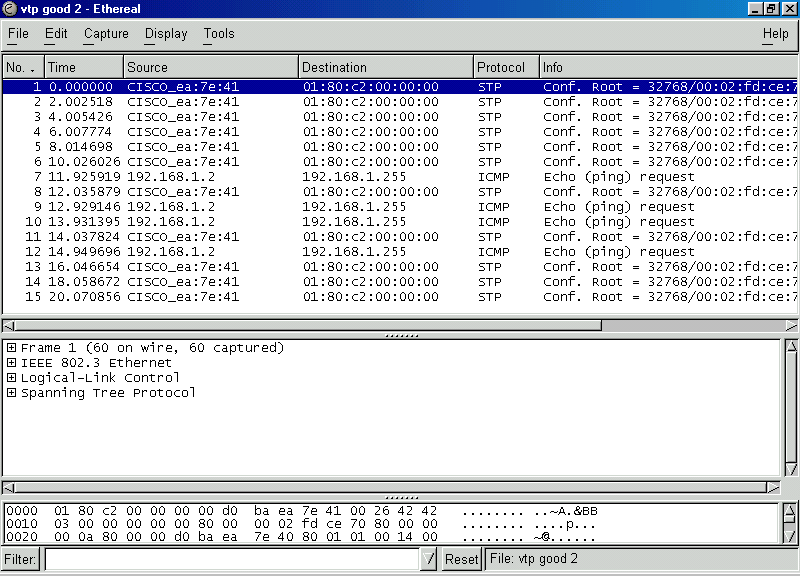 vtp good 2 - Ethereal
File Edit Capture Display Tools Help
No. . Time Source Destination Protocol Info
1 0.000000 CISCO_ea:7e:41 01:80:c2:00:00:00 STP Conf. Root = 32768/00:02:fd:ce:7
2 2.002518 CISCO_ea:7e:41 01:80:c2:00:00:00 STP Conf. Root = 32768/00:02:fd:ce:7
3 4.005426 CISCO_ea:7e:41 01:80:c2:00:00:00 STP Conf. Root = 32768/00:02:fd:ce:7
4 6.007774 CISCO_ea:7e:41 01:80:c2:00:00:00 STP Conf. Root = 32768/00:02:fd:ce:7
5 8.014698 CISCO_ea:7e:41 01:80:c2:00:00:00 STP Conf. Root = 32768/00:02:fd:ce:7
6 10.026026 CISCO_ea:7e:41 01:80:c2:00:00:00 STP Conf. Root = 32768/00:02:fd:ce:7
7 11.925919 192.168.1.2 192.168.1.255 ICMP Echo (ping) request
8 12.035879 CISCO_ea:7e:41 01:80:c2:00:00:00 STP Conf. Root = 32768/00:02:fd:ce:7
9 12.929146 192.168.1.2 192.168.1.255 ICMP Echo (ping) request
10 13.931395 192.168.1.2 192.168.1.255 ICMP Echo (ping) request
11 14.037824 CISCO_ea:7e:41 01:80:c2:00:00:00 STP Conf. Root = 32768/00:02:fd:ce:7
12 14.949696 192.168.1.2 192.168.1.255 ICMP Echo (ping) request
13 16.046654 CISCO_ea:7e:41 01:80:c2:00:00:00 STP Conf. Root = 32768/00:02:fd:ce:7
14 18.058672 CISCO_ea:7e:41 01:80:c2:00:00:00 STP Conf. Root = 32768/00:02:fd:ce:7
15 20.070856 CISCO_ea:7e:41 01:80:c2:00:00:00 STP Conf. Root = 32768/00:02:fd:ce:7
Frame 1 (60 on wire, 60 captured)
IEEE 802.3 Ethernet
Logical-Link Control
Spanning Tree Protocol
0000 01 80 c2 00 00 00 00 d0 ba ea 7e 41 00 26 42 42 ........ ..~A.&BB
0010 03 00 00 00 00 00 80 00 00 02 fd ce 70 80 00 00 ........ ....p...
0020 00 0a 80 00 00 d0 ba ea 7e 40 80 01 01 00 14 00 ........ ~@......
Filter: Reset File: vtp good 2